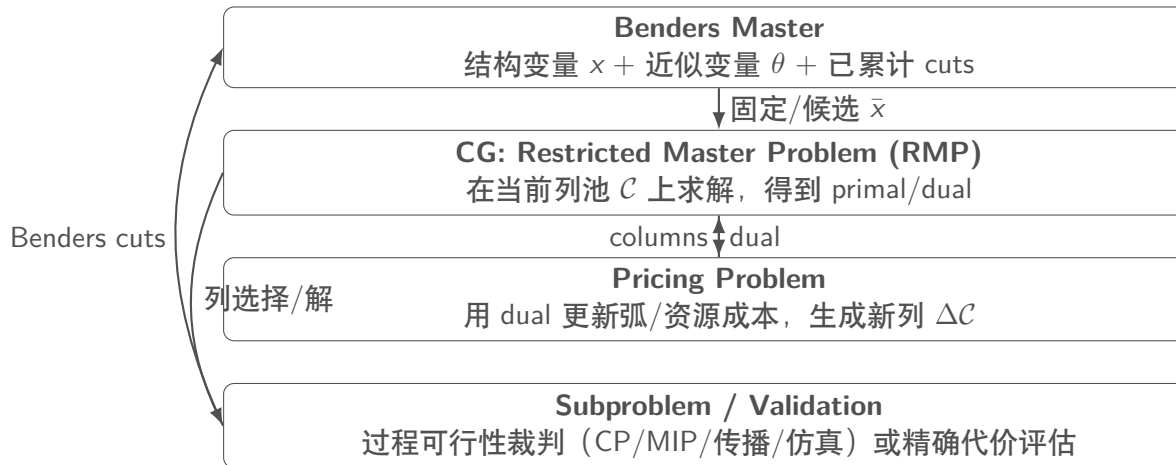 Benders Master
结构变量 x + 近似变量 θ + 已累计 cuts
固定/候选 x̄
CG: Restricted Master Problem (RMP)
在当前列池 𝒞 上求解，得到 primal/dual
Benders cuts
columns dual
列选择/解
Pricing Problem
用 dual 更新弧/资源成本，生成新列 Δ𝒞
Subproblem / Validation
过程可行性裁判（CP/MIP/传播/仿真）或精确代价评估